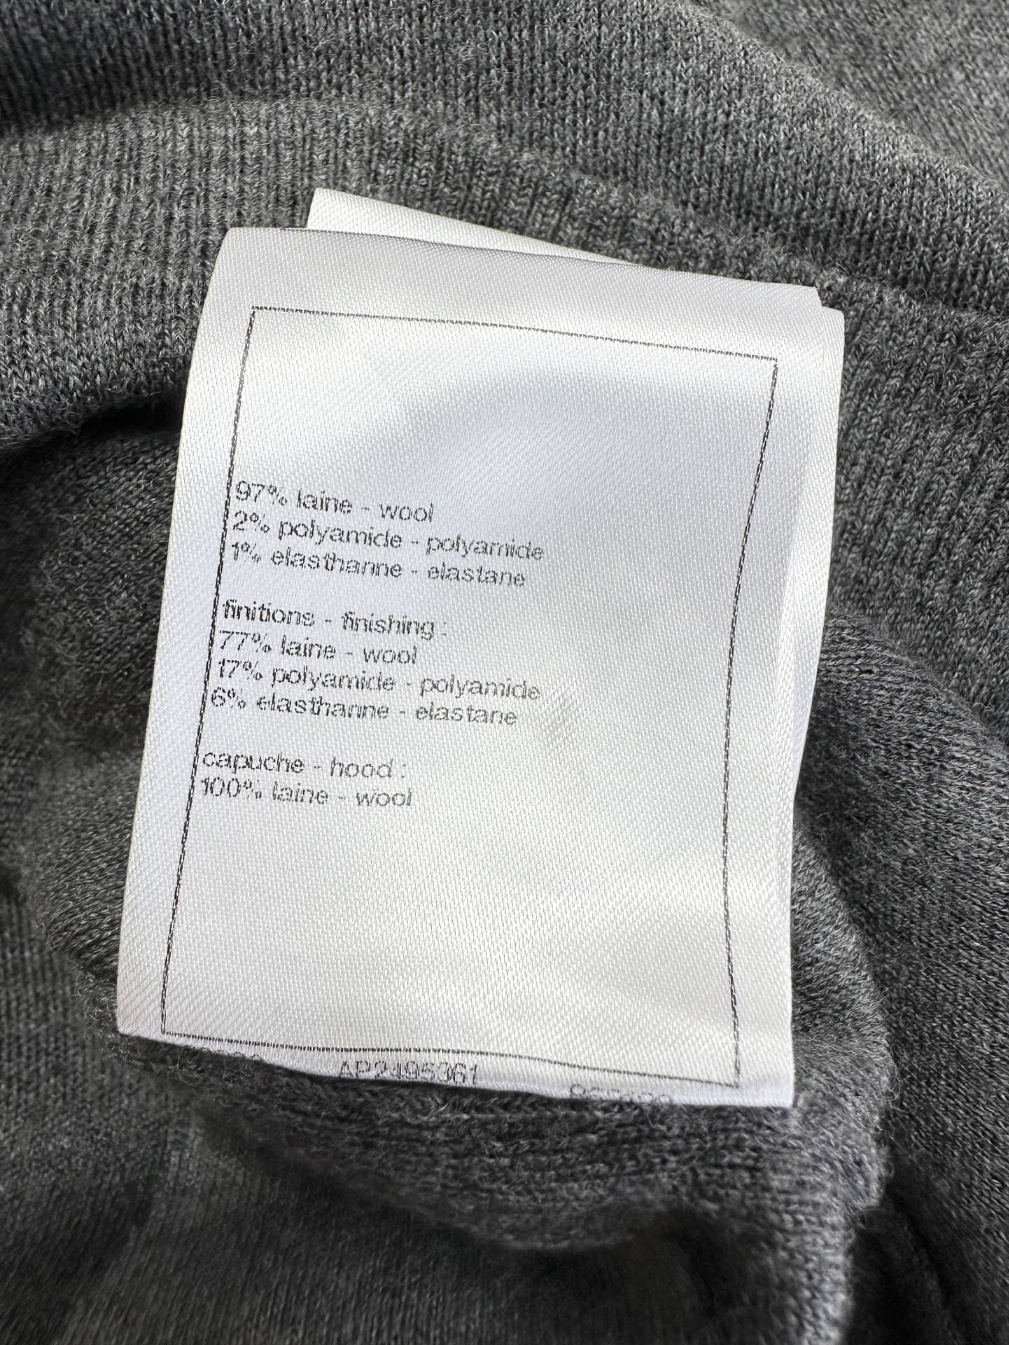 97% laine - wool
2% polyamide - polyamide
1% elasthanne - elastane
finitions - finishing :
77% laine - wool
17% polyamide - polyamide
6% elasthanne - elastane
capuche - hood :
100% laine - wool